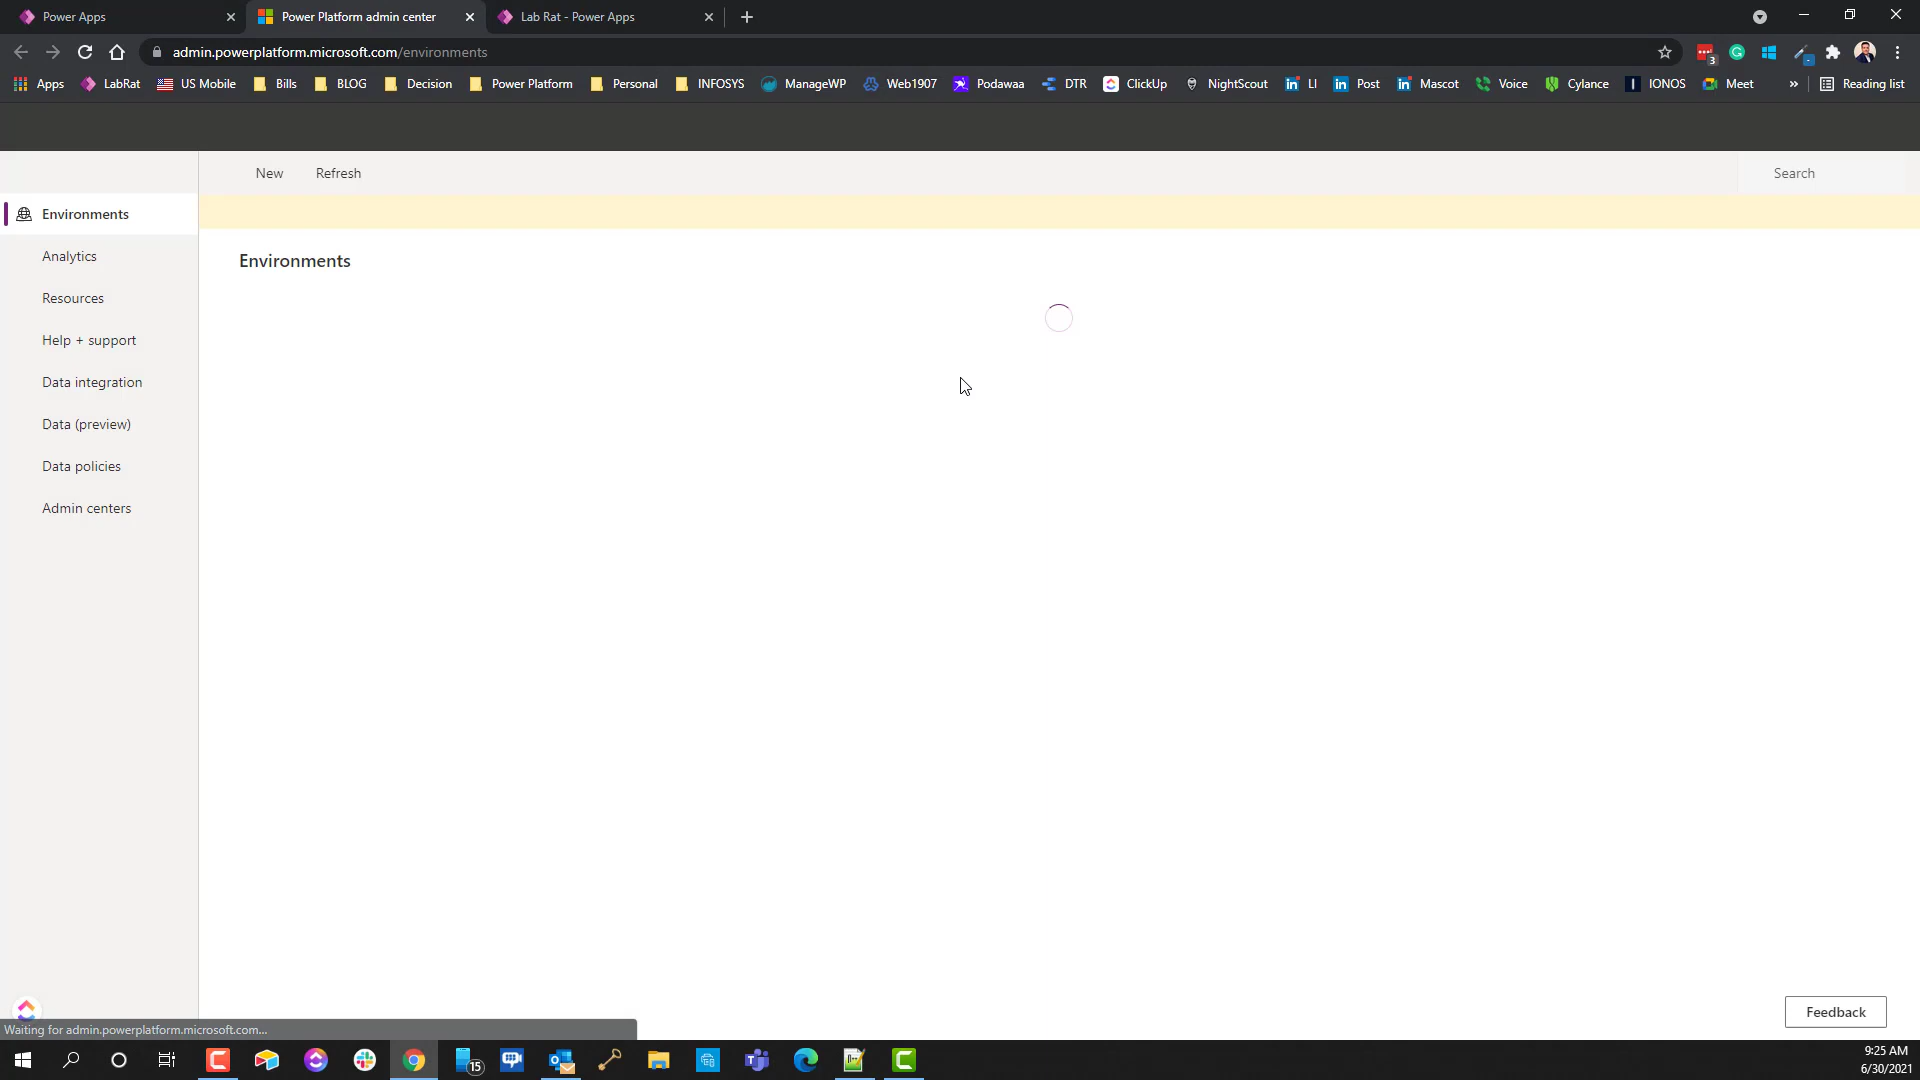 Power Apps
Power Platform admin center
Lab Rat - Power Apps
admin.powerplatform.microsoft.com/environments
3
Apps
LabRat
US Mobile
Bills
BLOG
Decision
Power Platform
Personal
INFOSYS
ManageWP
Web1907
Podawaa
DTR
ClickUp
NightScout
LI
Post
Mascot
Voice
Cylance
IONOS
Meet
»
Reading list
New
Refresh
Search
Environments
Analytics
Resources
Help + support
Data integration
Data (preview)
Data policies
Admin centers
Environments
Feedback
Waiting for admin.powerplatform.microsoft.com...
15
9:25 AM
6/30/2021